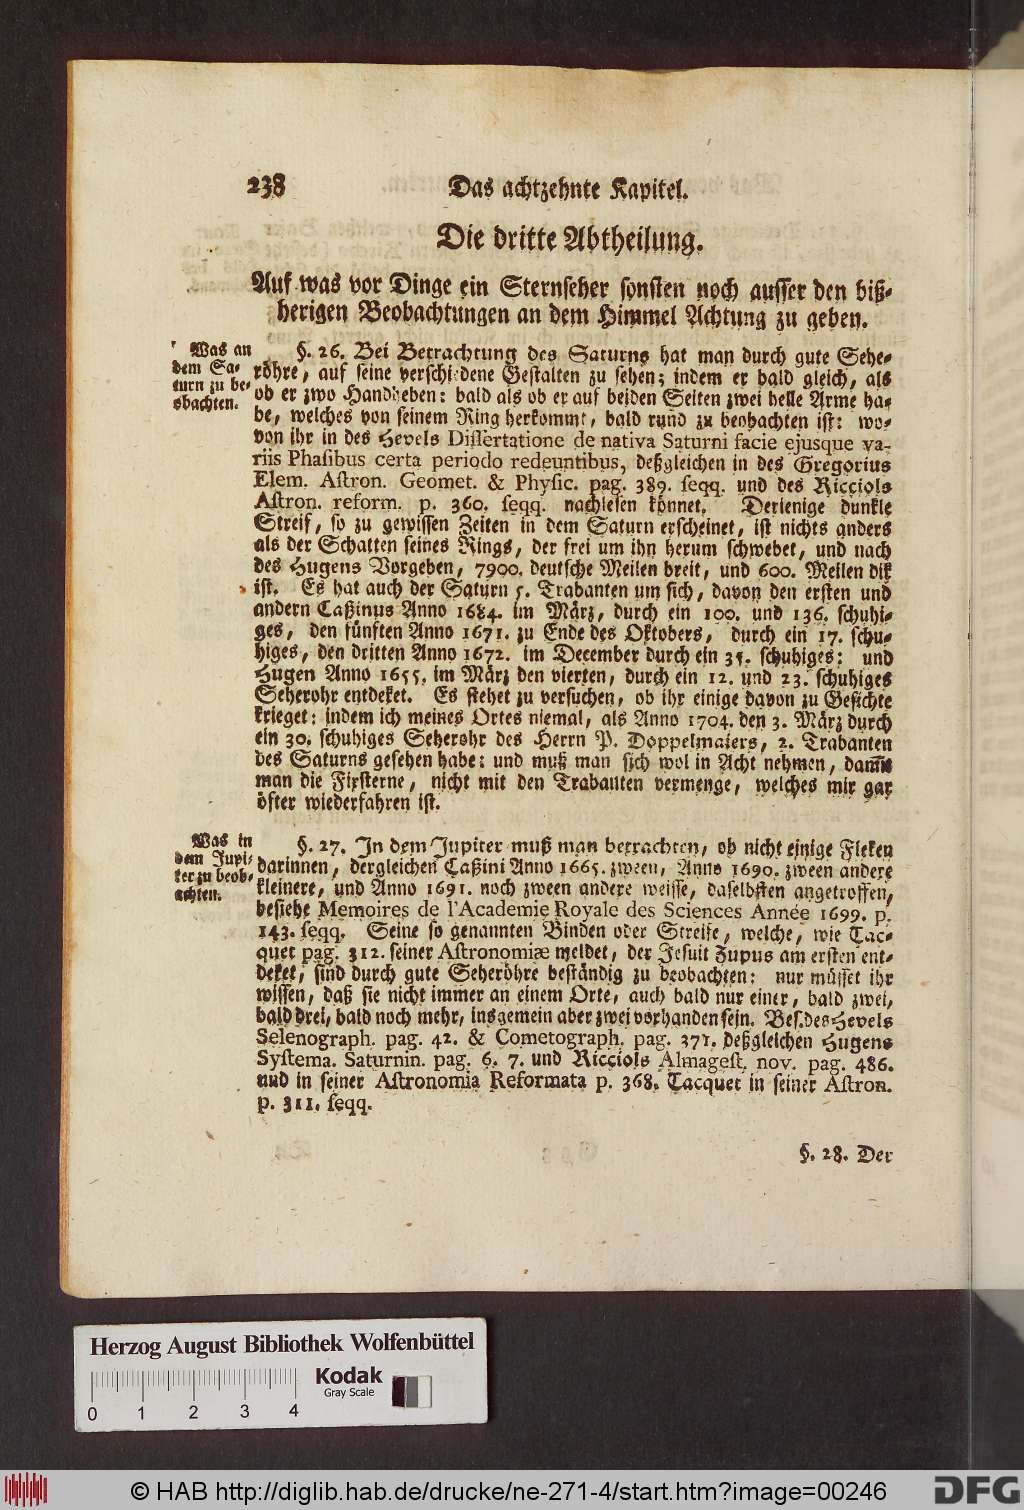 238 Das achtzehnte Kapitel.
Die dritte Abtheilung.
Auf was vor Dinge ein Sternseher sonsten noch ausser den biß-
herigen Beobachtungen an dem Himmel Achtung zu geben.
Was an
dem Sa-
turn zu be-
obachten.
§. 26. Bei Betrachtung des Saturns hat man durch gute Sehe-
röhre, auf seine verschiedene Gestalten zu sehen; indem er bald gleich, als
ob er zwo Handheben: bald als ob er auf beiden Seiten zwei helle Arme ha-
be, welches von seinem Ring herkommt, bald rund zu beobachten ist: wo-
von ihr in des Hevels Dissertatione de nativa Saturni facie ejusque va-
riis Phasibus certa periodo redeuntibus, deßgleichen in des Gregorius
Elem. Astron. Geomet. & Physic. pag. 389. seqq. und des Ricciols
Astron. reform. p. 360. seqq. nachlesen könnet. Derienige dunkle
Streif, so zu gewissen Zeiten in dem Saturn erscheinet, ist nichts anders
als der Schatten seines Rings, der frei um ihn herum schwebet, und nach
des Hugens Vorgeben, 7900. deutsche Meilen breit, und 600. Meilen dik
ist. Es hat auch der Saturn 5. Trabanten um sich, davon den ersten und
andern Caßinus Anno 1684. im März, durch ein 100. und 136. schuhi-
ges, den fünften Anno 1671. zu Ende des Oktobers, durch ein 17. schu-
higes, den dritten Anno 1672. im December durch ein 35. schuhiges: und
Hugen Anno 1655. im März den vierten, durch ein 12. und 23. schuhiges
Seherohr entdeket. Es stehet zu versuchen, ob ihr einige davon zu Gesichte
krieget: indem ich meines Ortes niemal, als Anno 1704. den 3. März durch
ein 30. schuhiges Seherohr des Herrn P. Doppelmaiers, 2. Trabanten
des Saturns gesehen habe: und muß man sich wol in Acht nehmen, damit
man die Firsterne, nicht mit den Trabanten vermenge, welches mir gar
öfter wiederfahren ist.
Was in
dem Jupi-
ter zu beob-
achten.
§. 27. In dem Jupiter muß man betrachten, ob nicht einige Fleken
darinnen, dergleichen Caßini Anno 1665. zween, Anno 1690. zween andere
kleinere, und Anno 1691. noch zween andere weisse, daselbsten angetroffen,
besiehe Memoires de l'Academie Royale des Sciences Année 1699. p.
143. seqq. Seine so genannten Binden oder Streife, welche, wie Tac-
quet pag. 312. seiner Astronomiæ meldet, der Jesuit Zupus am ersten ent-
deket, sind durch gute Seheröhre beständig zu beobachten: nur müsset ihr
wissen, daß sie nicht immer an einem Orte, auch bald nur einer, bald zwei,
bald drei, bald noch mehr, insgemein aber zwei vorhanden sein. Bes. des Hevels
Selenograph. pag. 42. & Cometograph. pag. 371. deßgleichen Hugens
Systema. Saturnin. pag. 6. 7. und Ricciols Almagest. nov. pag. 486.
und in seiner Astronomia Reformata p. 368. Tacquet in seiner Astron.
p. 311. seqq.
§. 28. Der
Herzog August Bibliothek Wolfenbüttel
Kodak
Gray Scale
0 1 2 3 4
© HAB http://diglib.hab.de/drucke/ne-271-4/start.htm?image=00246
DFG